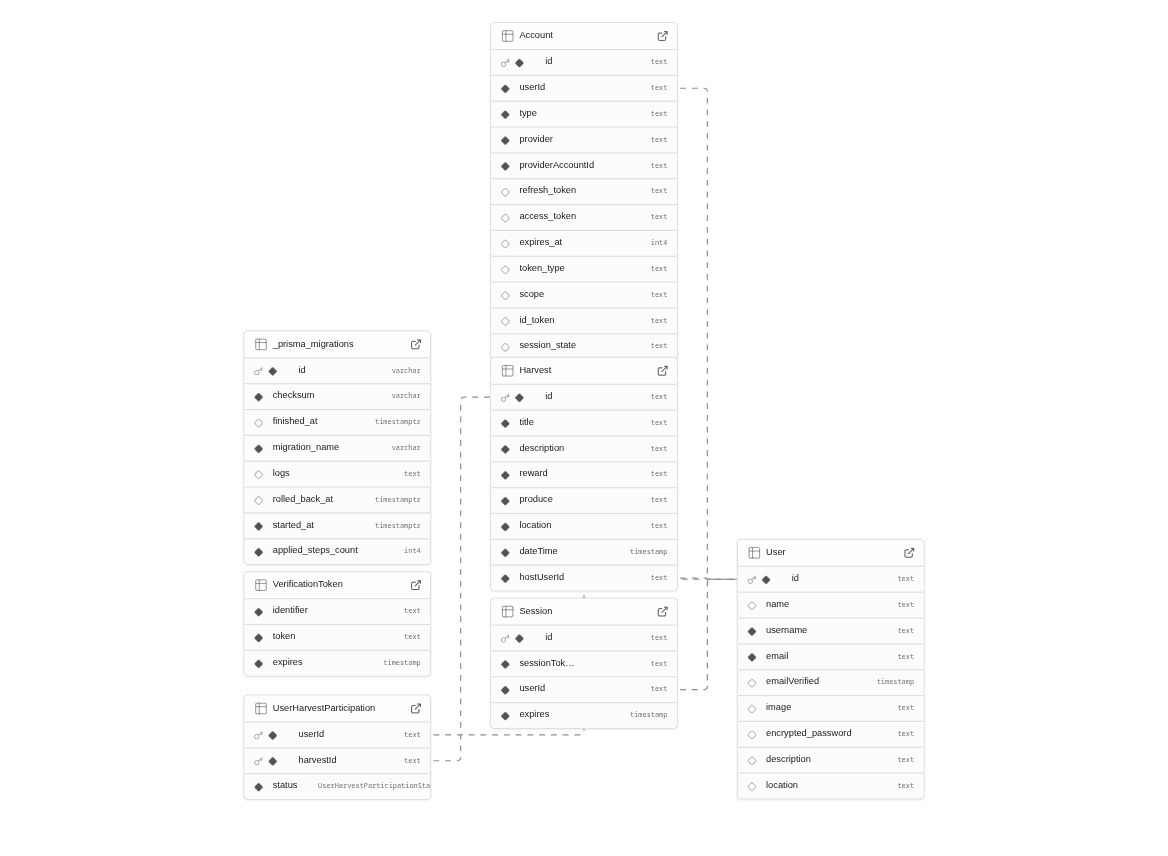 Account
id text
userId text
type text
provider text
providerAccountId text
refresh_token text
access_token text
expires_at int4
token_type text
scope text
id_token text
session_state text
_prisma_migrations
id varchar
checksum varchar
finished_at timestamptz
migration_name varchar
logs text
rolled_back_at timestamptz
started_at timestamptz
applied_steps_count int4
Harvest
id text
title text
description text
reward text
produce text
location text
dateTime timestamp
hostUserId text
User
id text
name text
username text
email text
emailVerified timestamp
image text
encrypted_password text
description text
location text
VerificationToken
identifier text
token text
expires timestamp
Session
id text
sessionTok... text
userId text
expires timestamp
UserHarvestParticipation
userId text
harvestId text
status UserHarvestParticipationSta